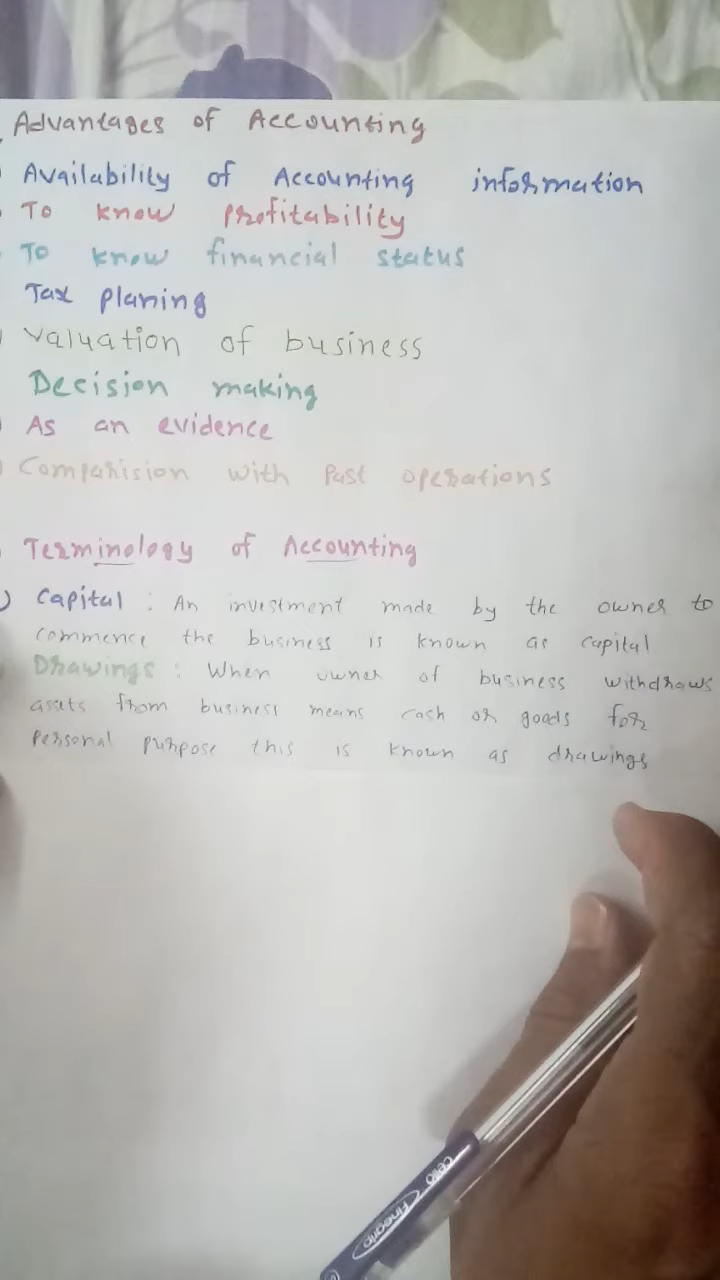 Advantages of Accounting
Availability of Accounting information
To know profitability
To know financial status
Tax planing
Valuation of business
Decision making
As an evidence
Comparision with Past operations
Terminology of Accounting
Capital : An investment made by the owner to
commence the business is known as capital
Drawings : When owner of business withdraws
assets from business means cash or goods for
Personal purpose this is known as drawings
cello
Finegrip